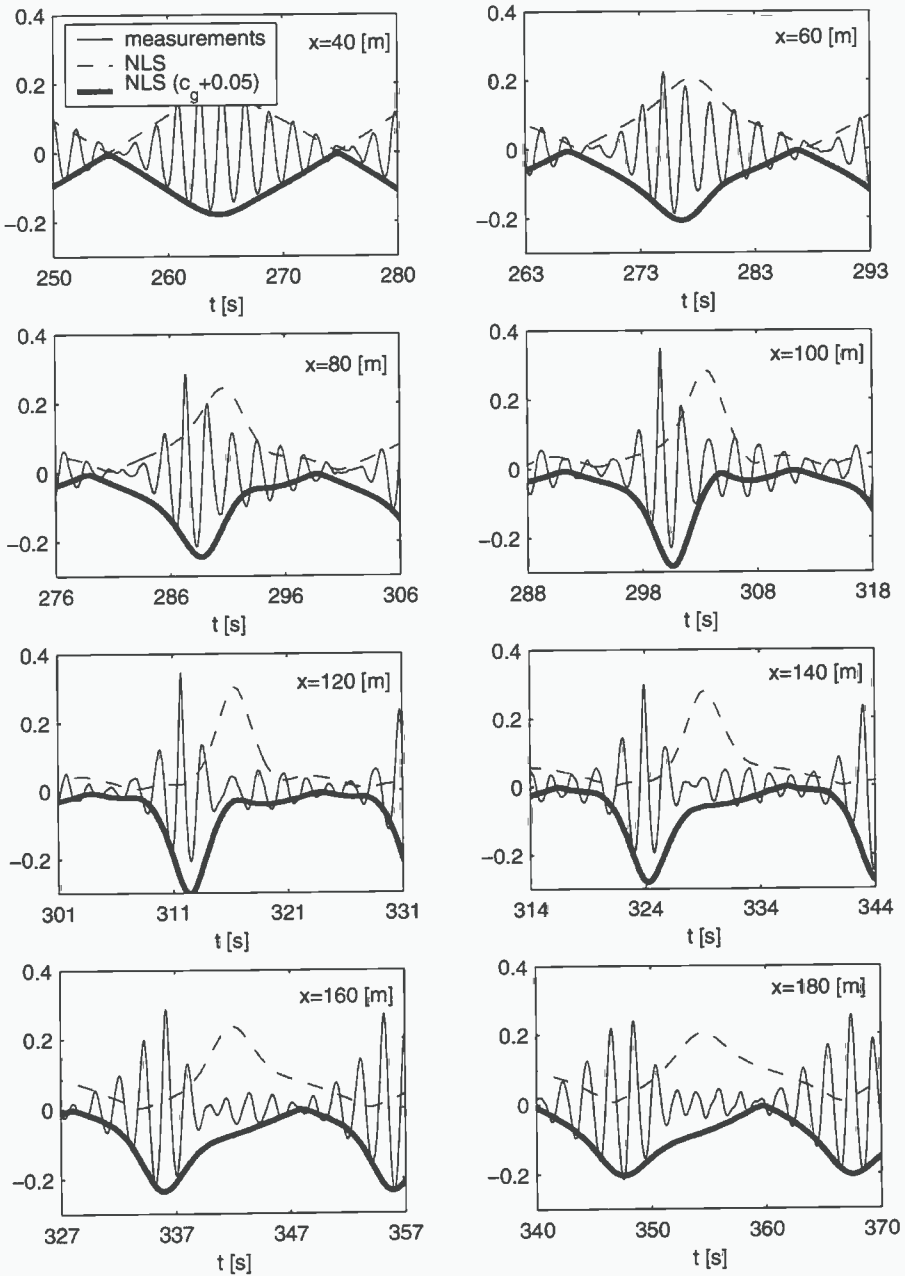 0.4
0.2
0
−0.2
measurements
NLS
NLS (c_g+0.05)
x=40 [m]
250 260 270 280
t [s]
0.4
0.2
0
−0.2
x=60 [m]
263 273 283 293
t [s]
0.4
0.2
0
−0.2
x=80 [m]
276 286 296 306
t [s]
0.4
0.2
0
−0.2
x=100 [m]
288 298 308 318
t [s]
0.4
0.2
0
−0.2
x=120 [m]
301 311 321 331
t [s]
0.4
0.2
0
−0.2
x=140 [m]
314 324 334 344
t [s]
0.4
0.2
0
−0.2
x=160 [m]
327 337 347 357
t [s]
0.4
0.2
0
−0.2
x=180 [m]
340 350 360 370
t [s]